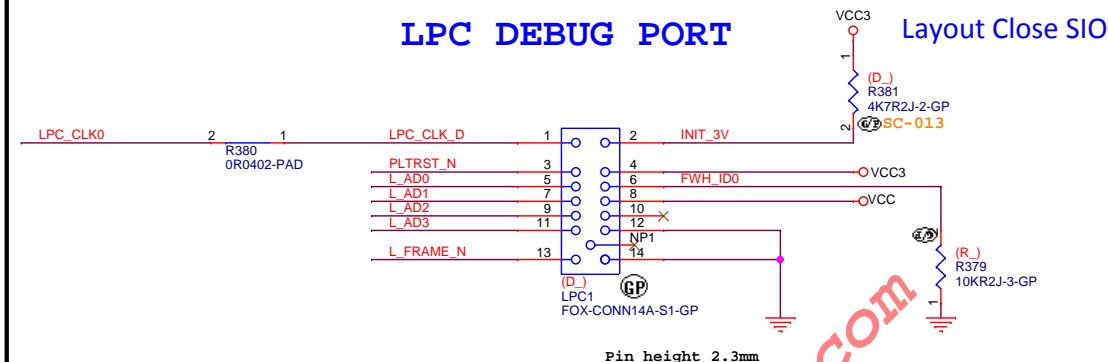 LPC DEBUG PORT
VCC3
Layout Close SIO
1
(D_)
R381
4K7R2J-2-GP
2
G/P SC-013
LPC_CLK0
2
1
R380
0R0402-PAD
LPC_CLK_D
1
2
INIT_3V
PLTRST_N
3
4
VCC3
L_AD0
5
6
FWH_ID0
L_AD1
7
8
VCC
L_AD2
9
10
L_AD3
11
12
NP1
L_FRAME_N
13
14
(D_)
LPC1
FOX-CONN14A-S1-GP
GP
2
(R_)
R379
10KR2J-3-GP
1
Pin height 2.3mm
com